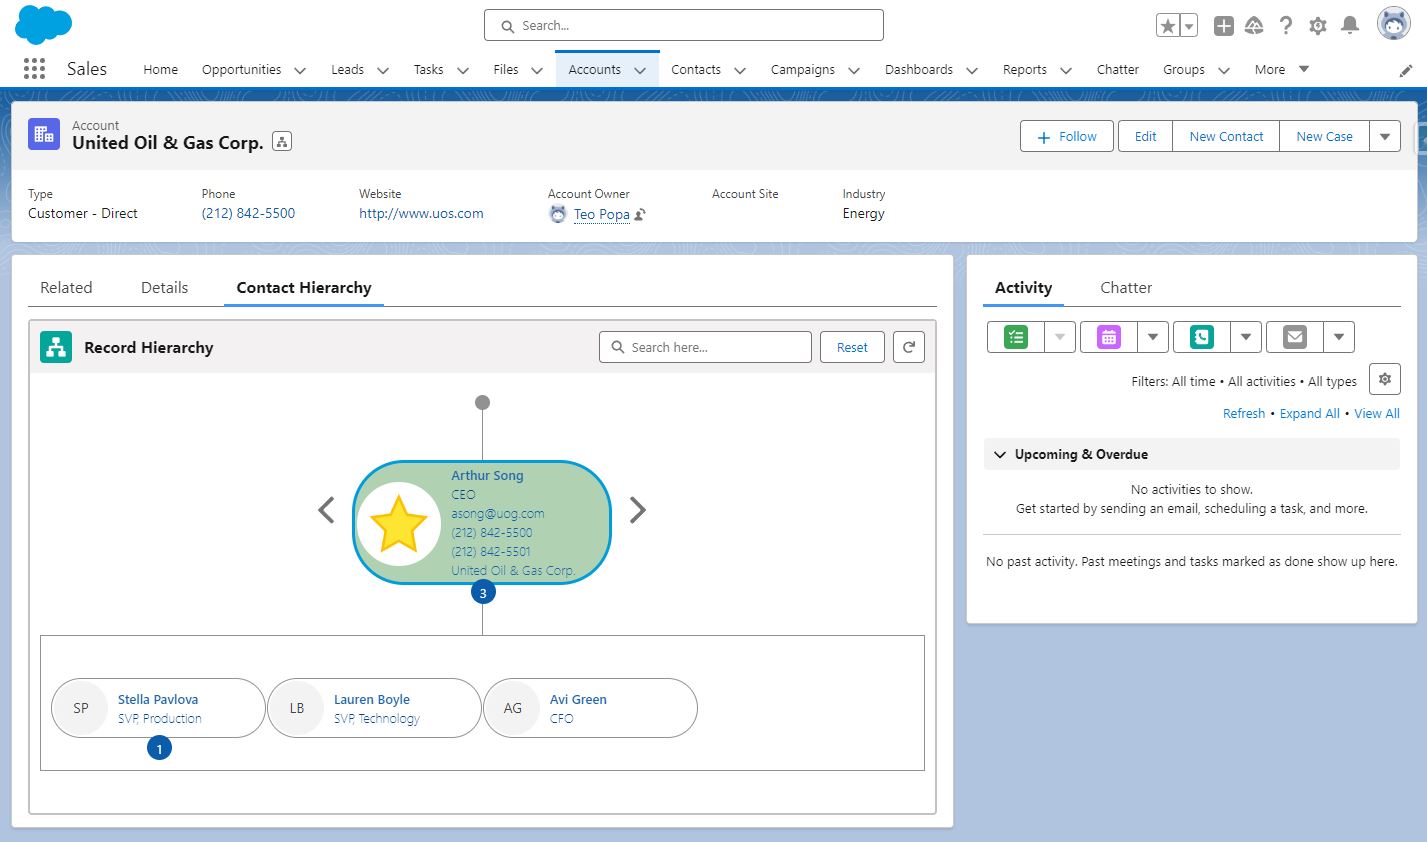 Search...
Sales
Home
Opportunities
Leads
Tasks
Files
Accounts
Contacts
Campaigns
Dashboards
Reports
Chatter
Groups
More
Account
United Oil & Gas Corp.
Follow
Edit
New Contact
New Case
Type
Customer - Direct
Phone
(212) 842-5500
Website
http://www.uos.com
Account Owner
Teo Popa
Account Site
Industry
Energy
Related
Details
Contact Hierarchy
Record Hierarchy
Search here...
Reset
Arthur Song
CEO
asong@uog.com
(212) 842-5500
(212) 842-5501
United Oil & Gas Corp.
3
SP
Stella Pavlova
SVP, Production
1
LB
Lauren Boyle
SVP, Technology
AG
Avi Green
CFO
Activity
Chatter
Filters: All time • All activities • All types
Refresh • Expand All • View All
Upcoming & Overdue
No activities to show.
Get started by sending an email, scheduling a task, and more.
No past activity. Past meetings and tasks marked as done show up here.